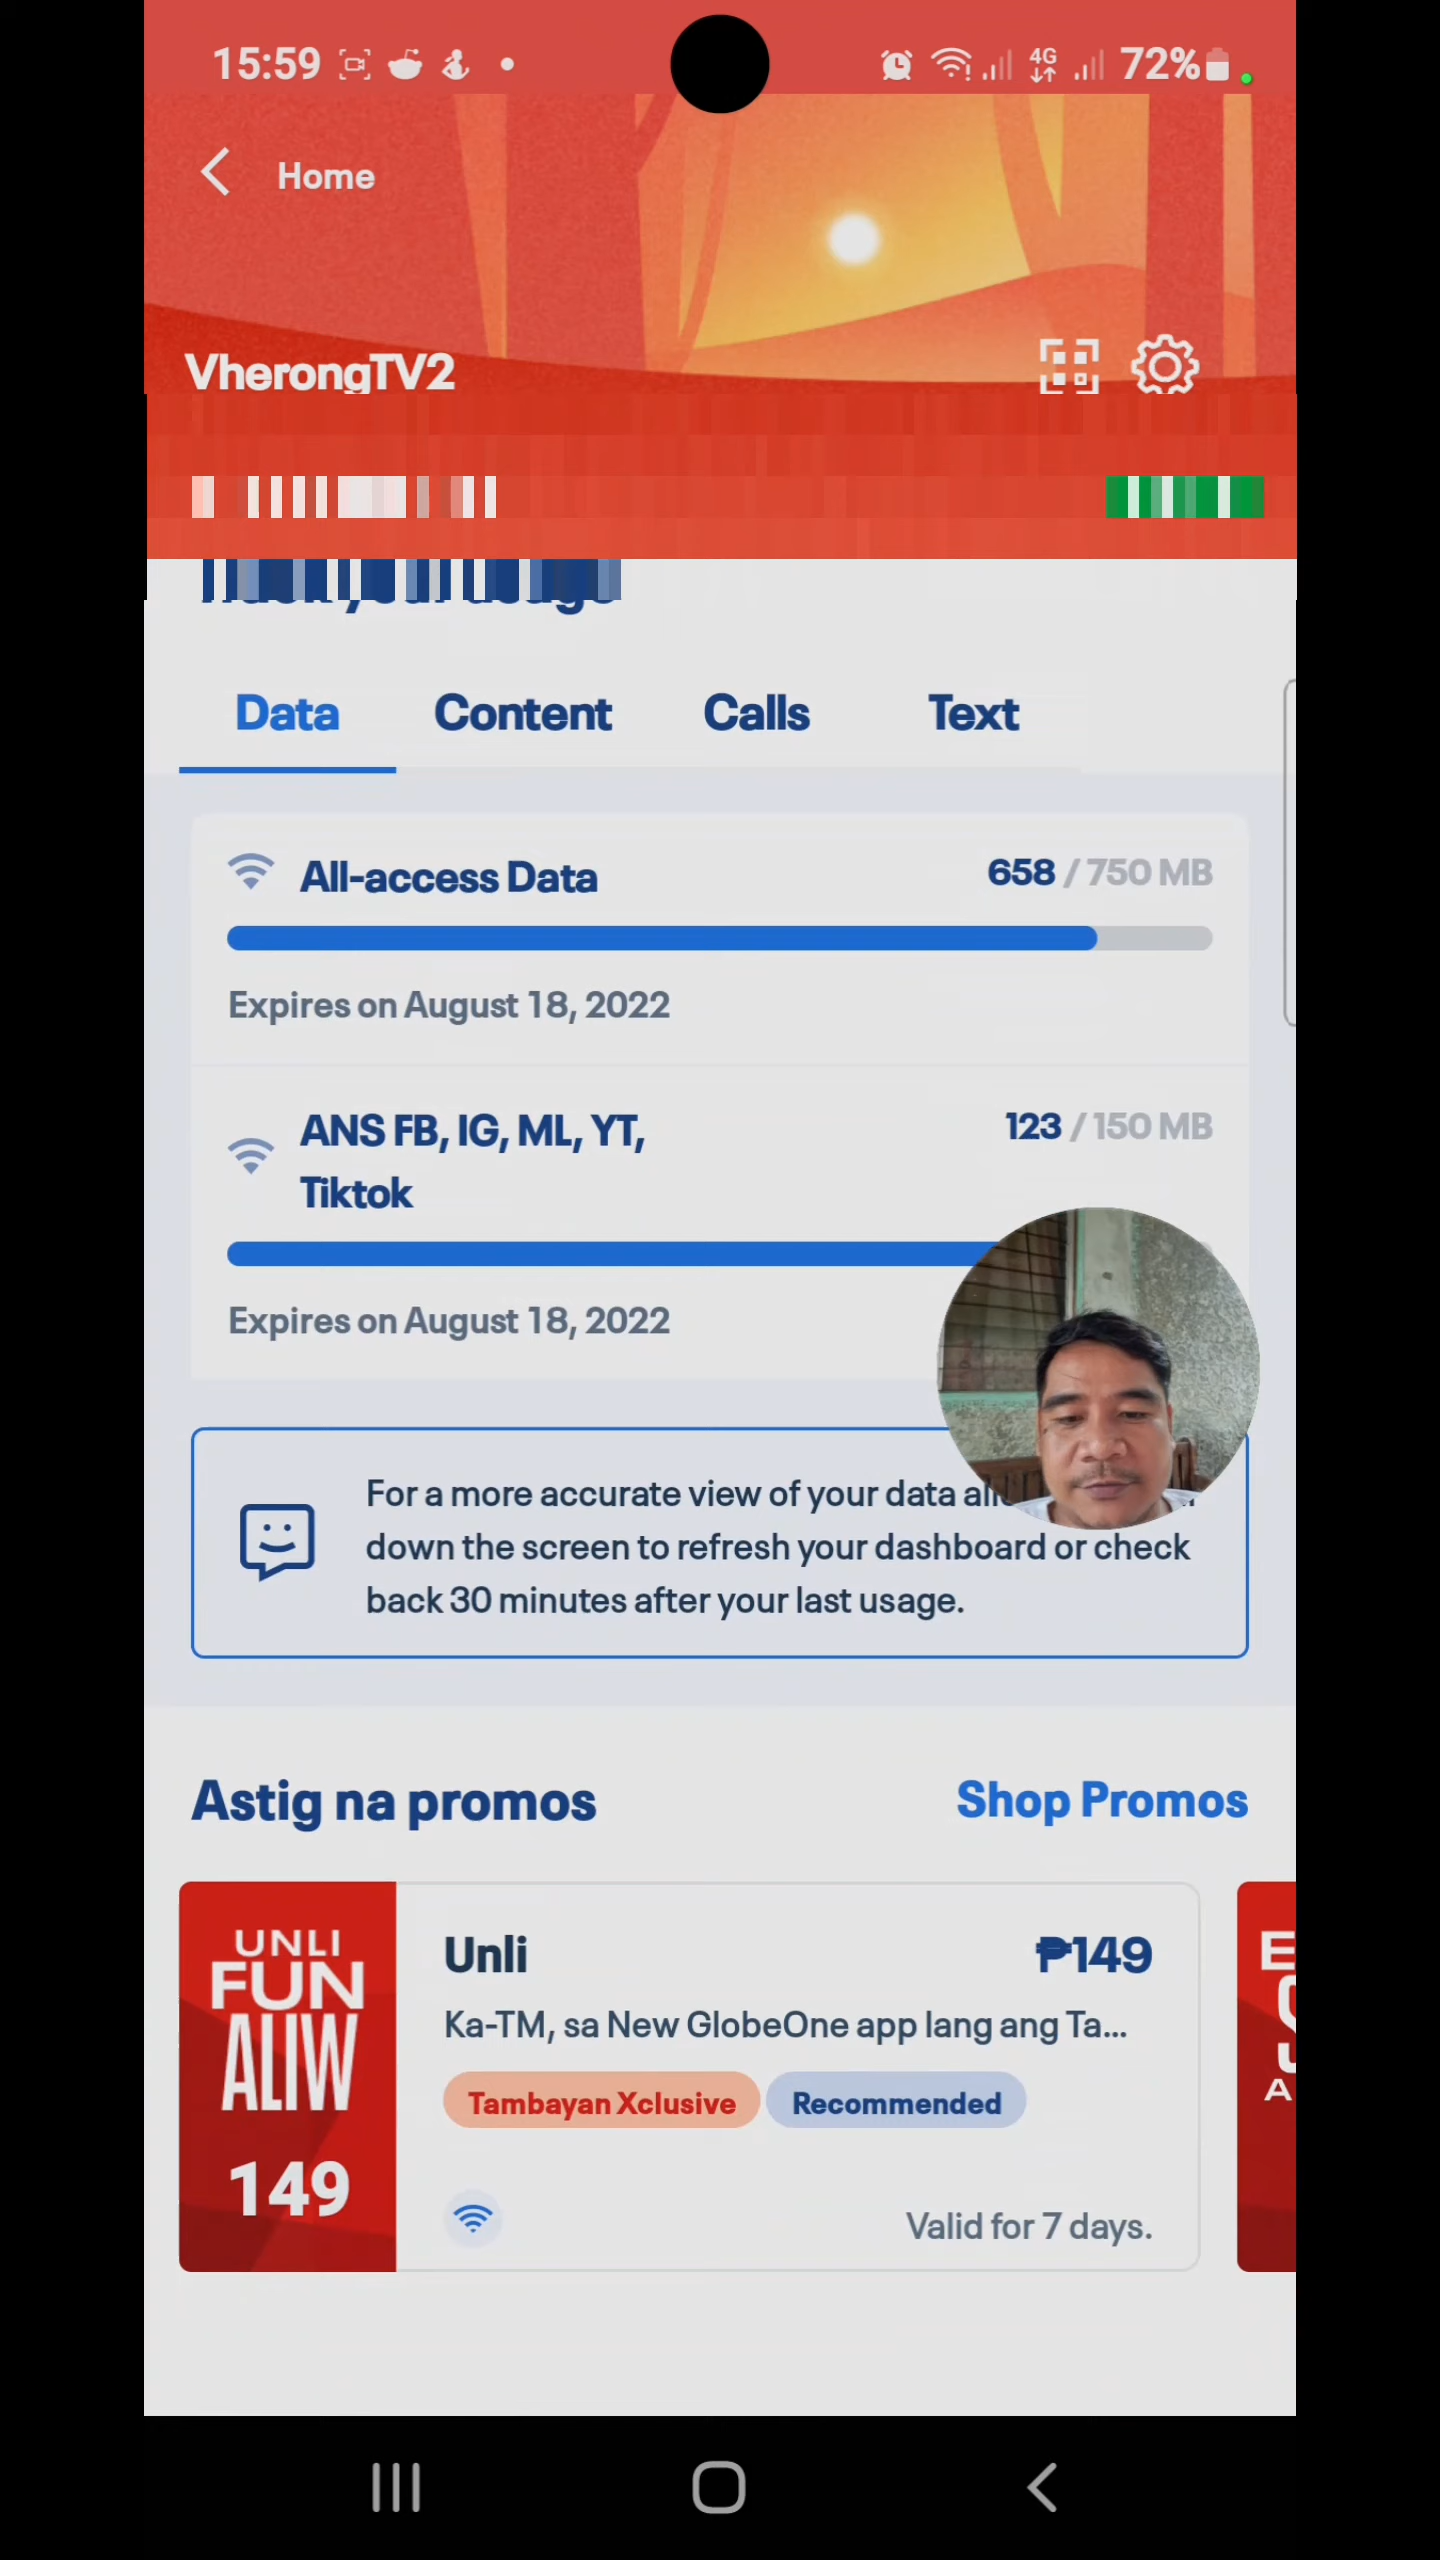 15:59
4G
72%
Home
VherongTV2
Track your usage
Data Content Calls Text
All-access Data 658 / 750 MB
Expires on August 18, 2022
ANS FB, IG, ML, YT, 123 / 150 MB
Tiktok
Expires on August 18, 2022
For a more accurate view of your data
down the screen to refresh your dashboard or check
back 30 minutes after your last usage.
Astig na promos Shop Promos
UNLI
FUN
ALIW
149
Unli ₱149
Ka-TM, sa New GlobeOne app lang ang Ta...
Tambayan Xclusive Recommended
Valid for 7 days.